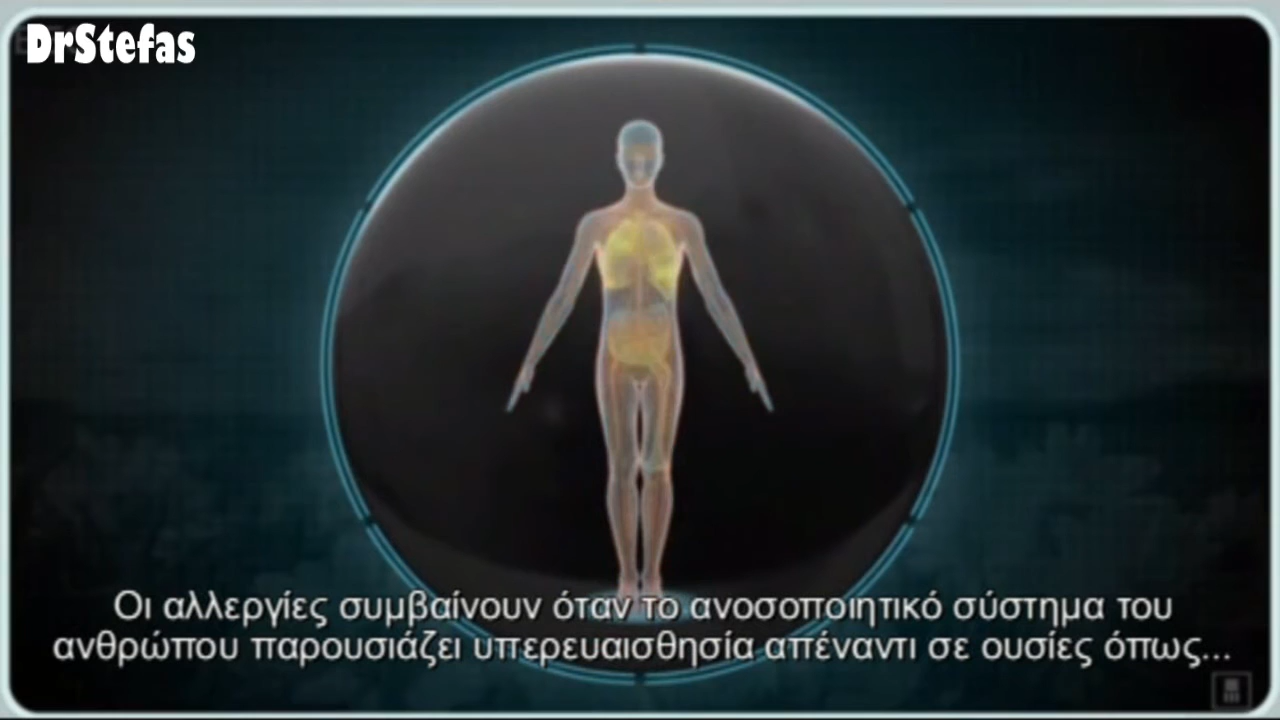 DrStefas
Οι αλλεργίες συμβαίνουν όταν το ανοσοποιητικό σύστημα του
ανθρώπου παρουσιάζει υπερευαισθησία απέναντι σε ουσίες όπως...